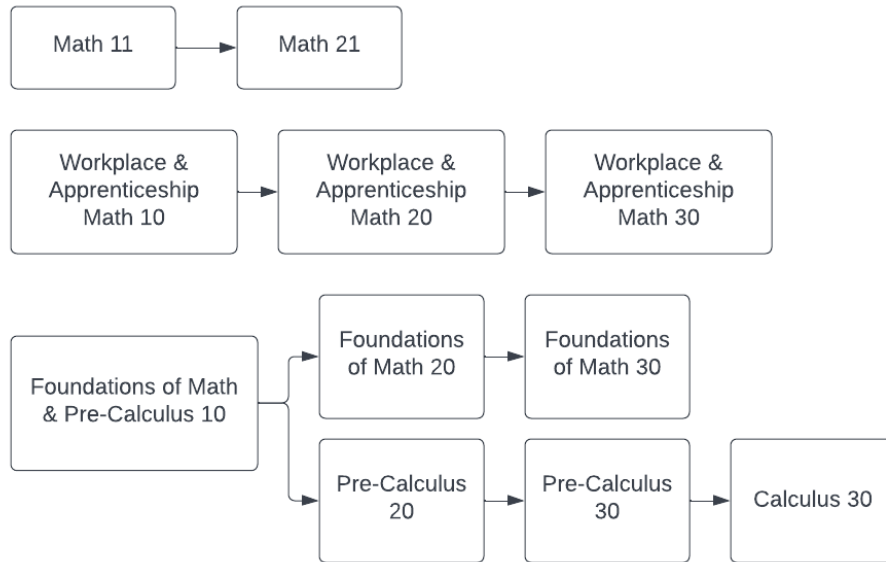 Math 11
Math 21
Workplace &
Apprenticeship
Math 10
Workplace &
Apprenticeship
Math 20
Workplace &
Apprenticeship
Math 30
Foundations of Math
& Pre-Calculus 10
Foundations
of Math 20
Foundations
of Math 30
Pre-Calculus
20
Pre-Calculus
30
Calculus 30